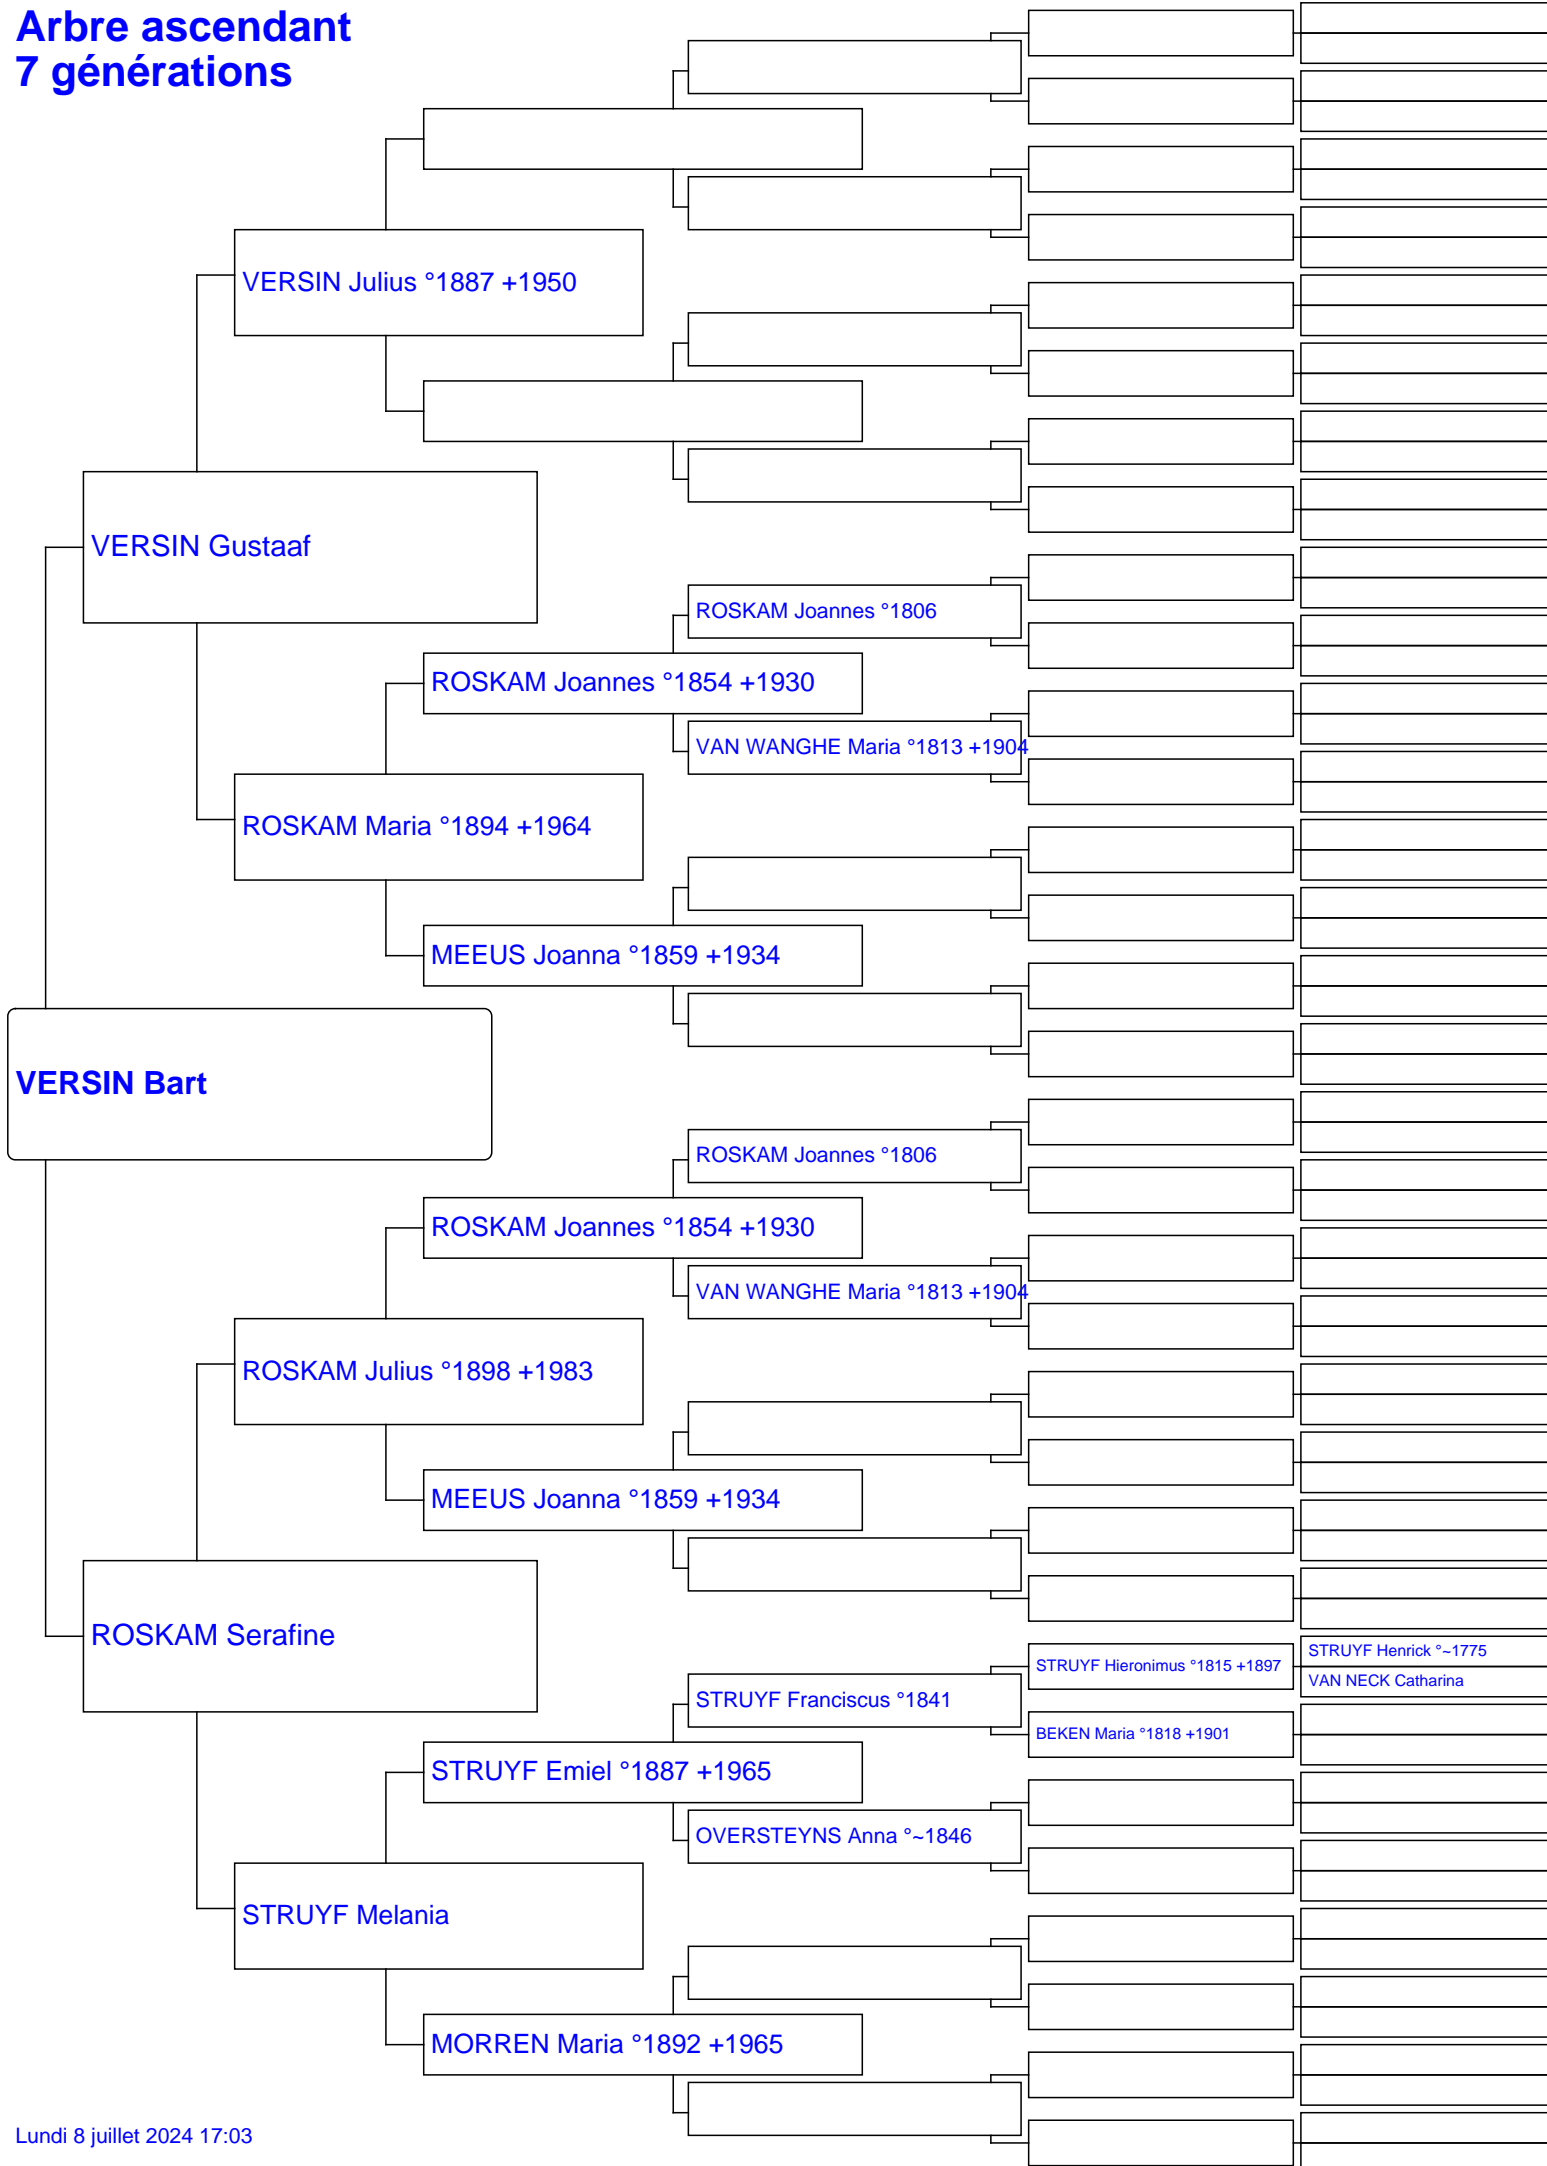 Arbre ascendant
7 générations
VERSIN Julius °1887 +1950
VERSIN Gustaaf
ROSKAM Joannes °1806
ROSKAM Joannes °1854 +1930
VAN WANGHE Maria °1813 +1904
ROSKAM Maria °1894 +1964
MEEUS Joanna °1859 +1934
VERSIN Bart
ROSKAM Joannes °1806
ROSKAM Joannes °1854 +1930
VAN WANGHE Maria °1813 +1904
ROSKAM Julius °1898 +1983
MEEUS Joanna °1859 +1934
ROSKAM Serafine
STRUYF Henrick °~1775
STRUYF Hieronimus °1815 +1897
VAN NECK Catharina
STRUYF Franciscus °1841
BEKEN Maria °1818 +1901
STRUYF Emiel °1887 +1965
OVERSTEYNS Anna °~1846
STRUYF Melania
MORREN Maria °1892 +1965
Lundi 8 juillet 2024 17:03